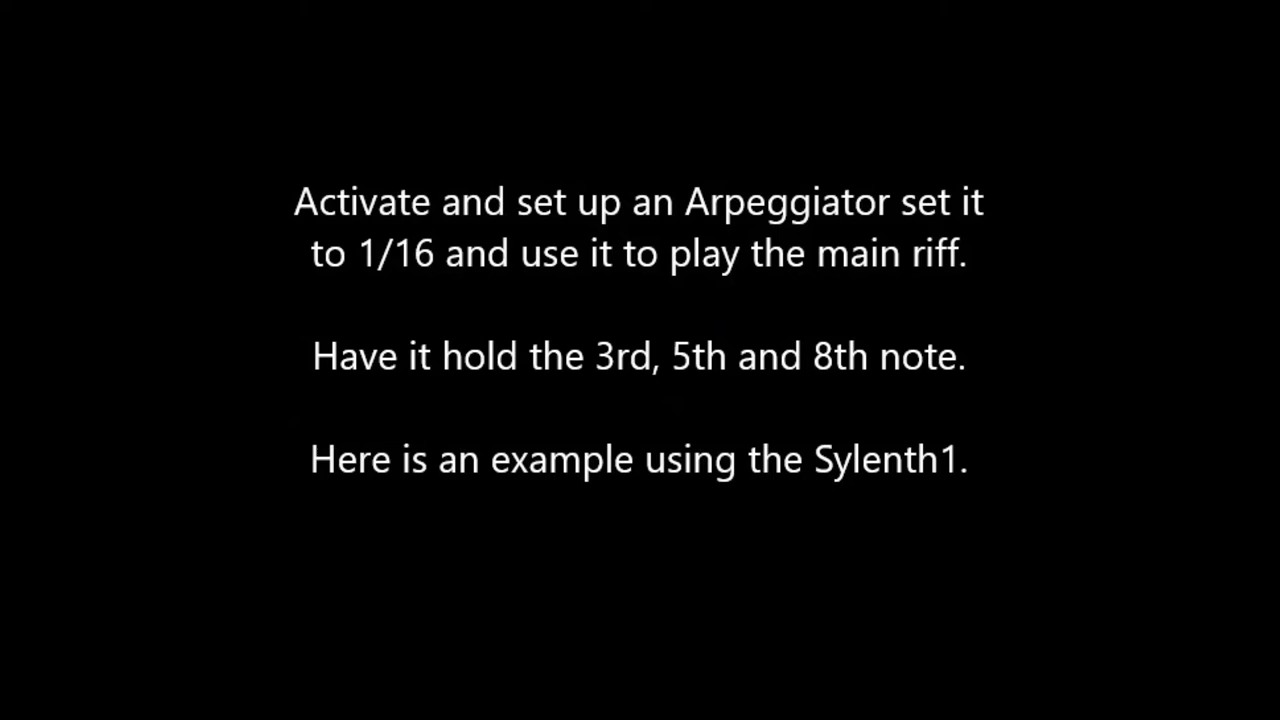 Activate and set up an Arpeggiator set it
to 1/16 and use it to play the main riff.
Have it hold the 3rd, 5th and 8th note.
Here is an example using the Sylenth1.